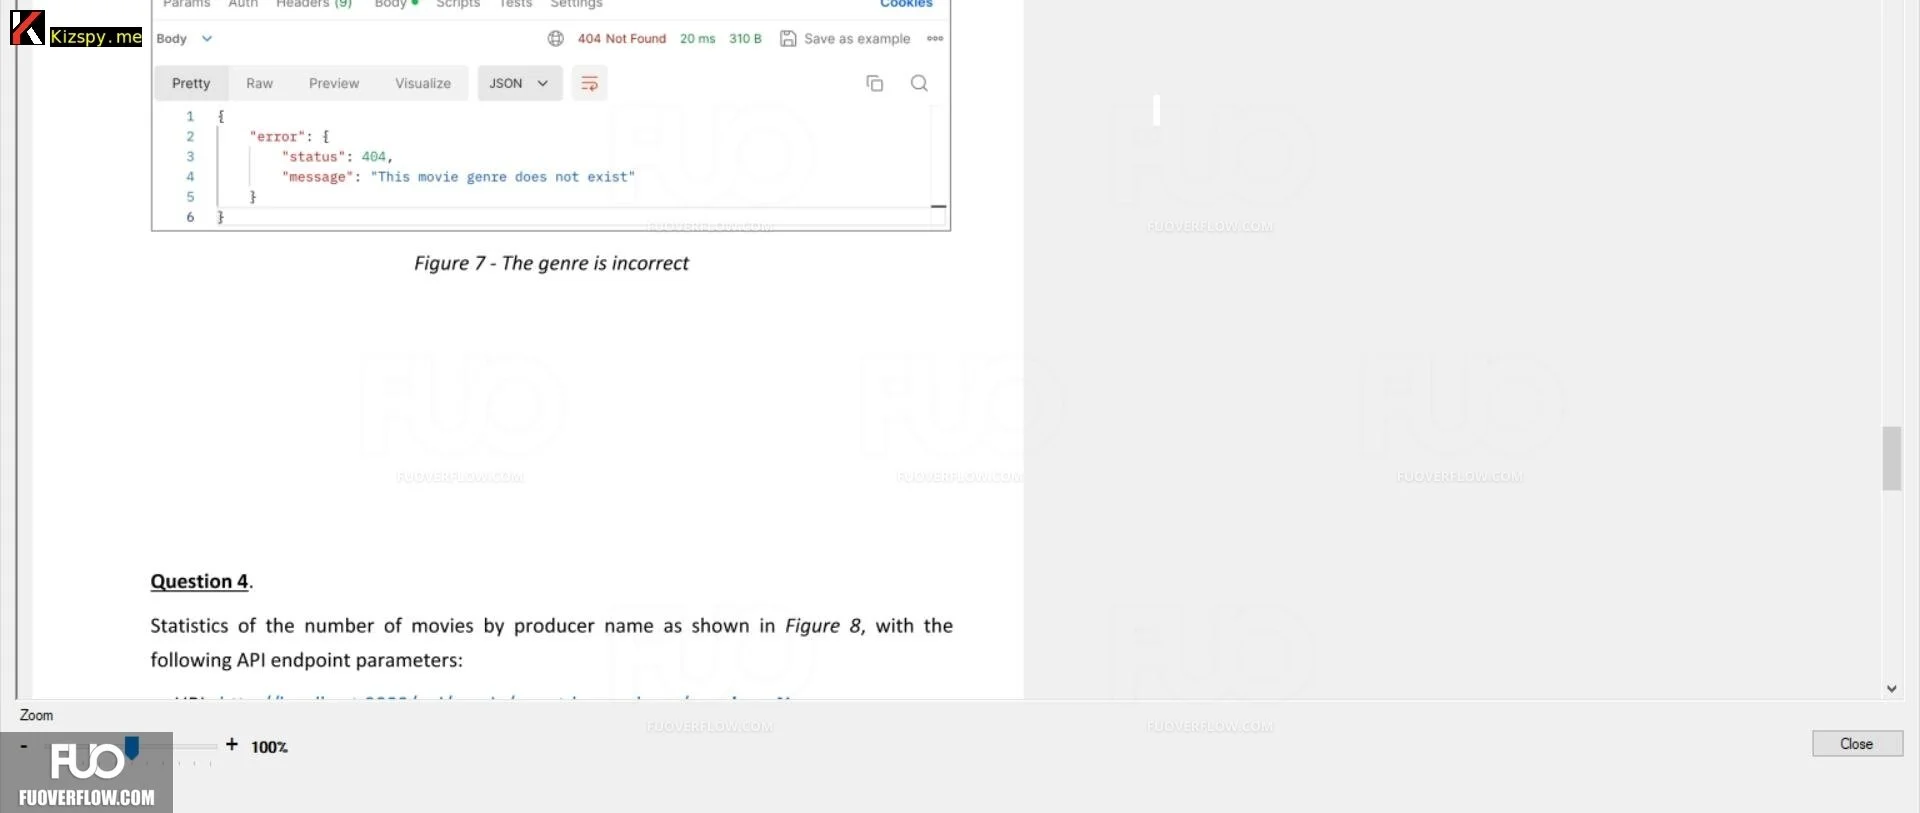 Params Auth Headers (9) Body Scripts Tests Settings Cookies
Kizspy.me
Body 404 Not Found 20 ms 310 B Save as example
Pretty Raw Preview Visualize JSON
1 {
2 "error": {
3 "status": 404,
4 "message": "This movie genre does not exist"
5 }
6 }
FUOVERFLOW.COM FUOVERFLOW.COM
Figure 7 - The genre is incorrect
FUO FUO FUO
FUOVERFLOW.COM FUOVERFLOW.COM FUOVERFLOW.COM
Question 4.
Statistics of the number of movies by producer name as shown in Figure 8, with the
following API endpoint parameters:
Zoom
FUOVERFLOW.COM FUOVERFLOW.COM
- + 100%
Close
FUO
FUOVERFLOW.COM